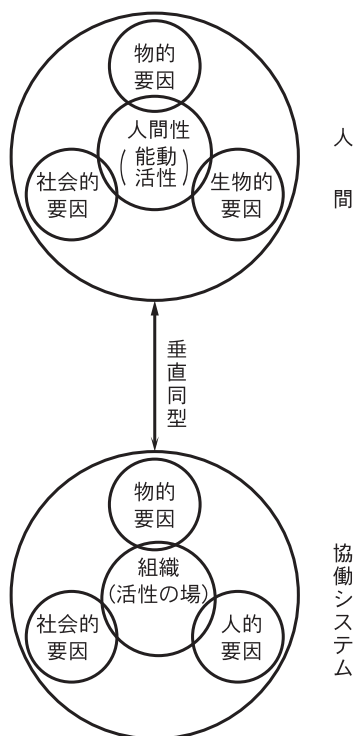 物的
要因
人間性
(能動
活性)
社会的
要因
生物的
要因
人間
垂直同型
物的
要因
組織
(活性の場)
社会的
要因
人的
要因
協働システム